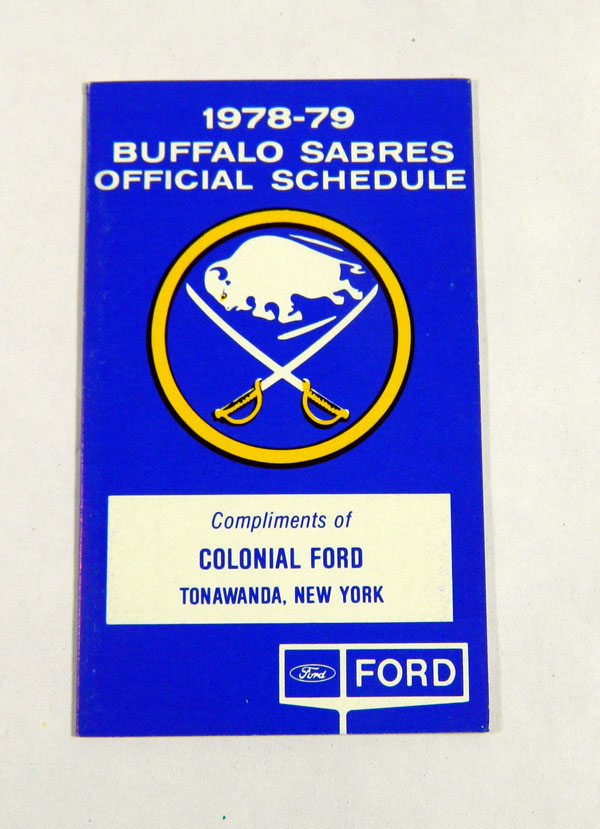 1978-79
BUFFALO SABRES
OFFICIAL SCHEDULE
Compliments of
COLONIAL FORD
TONAWANDA, NEW YORK
Ford FORD